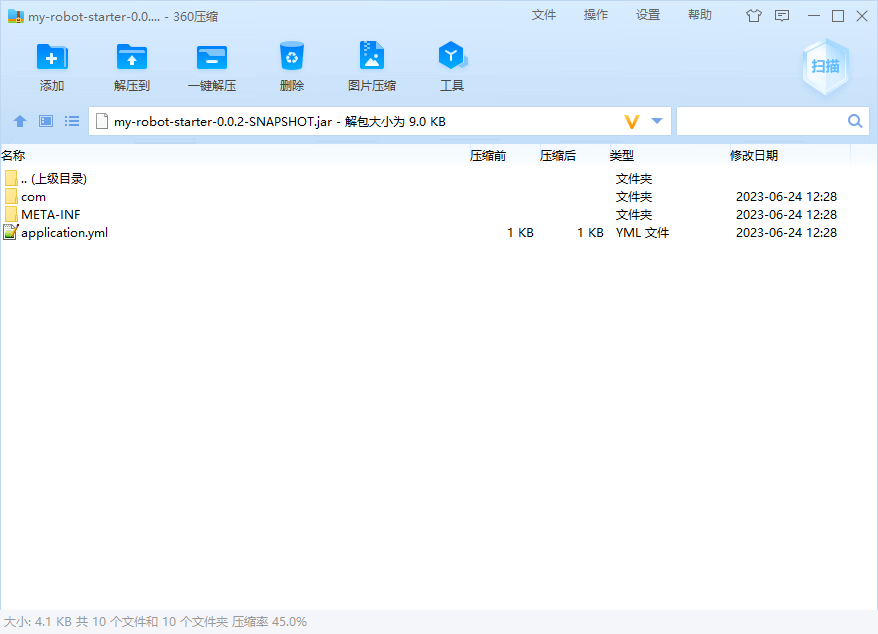 my-robot-starter-0.0.... - 360压缩
文件 操作 设置 帮助
添加 解压到 一键解压 删除 图片压缩 工具
扫描
my-robot-starter-0.0.2-SNAPSHOT.jar - 解包大小为 9.0 KB
名称 压缩前 压缩后 类型 修改日期
.. (上级目录) 文件夹
com 文件夹 2023-06-24 12:28
META-INF 文件夹 2023-06-24 12:28
application.yml 1 KB 1 KB YML 文件 2023-06-24 12:28
大小: 4.1 KB 共 10 个文件和 10 个文件夹 压缩率 45.0%